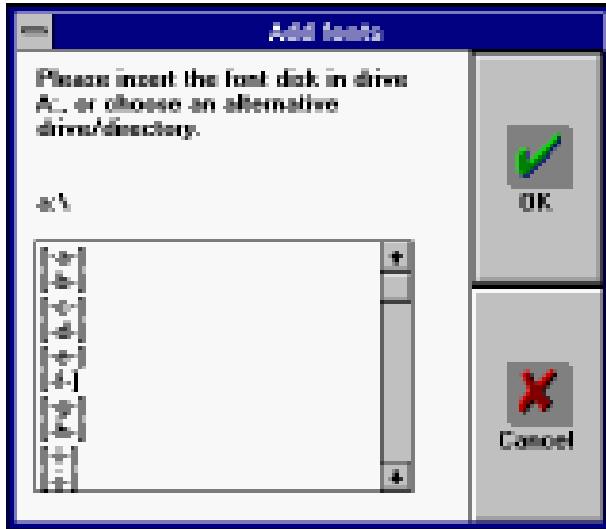 Add fonts
Please insert the font disk in drive
A:, or choose an alternative
drive/directory.
a:\
[-a-]
[-b-]
[-c-]
[-d-]
[-e-]
[-f-]
[-g-]
OK
Cancel